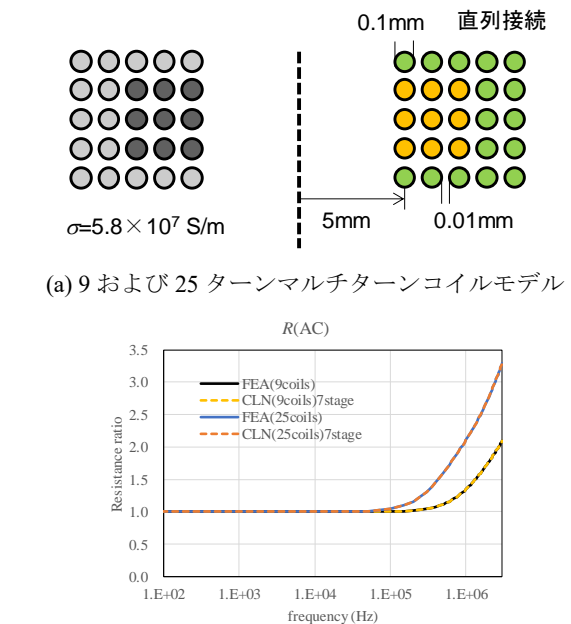 0.1mm 直列接続
σ=5.8×10⁷ S/m
5mm 0.01mm
(a) 9 および 25 ターンマルチターンコイルモデル
R(AC)
3.5
3.0
2.5
2.0
1.5
1.0
0.5
0.0
Resistance ratio
FEA(9coils)
CLN(9coils)7stage
FEA(25coils)
CLN(25coils)7stage
1.E+02 1.E+03 1.E+04 1.E+05 1.E+06
frequency (Hz)